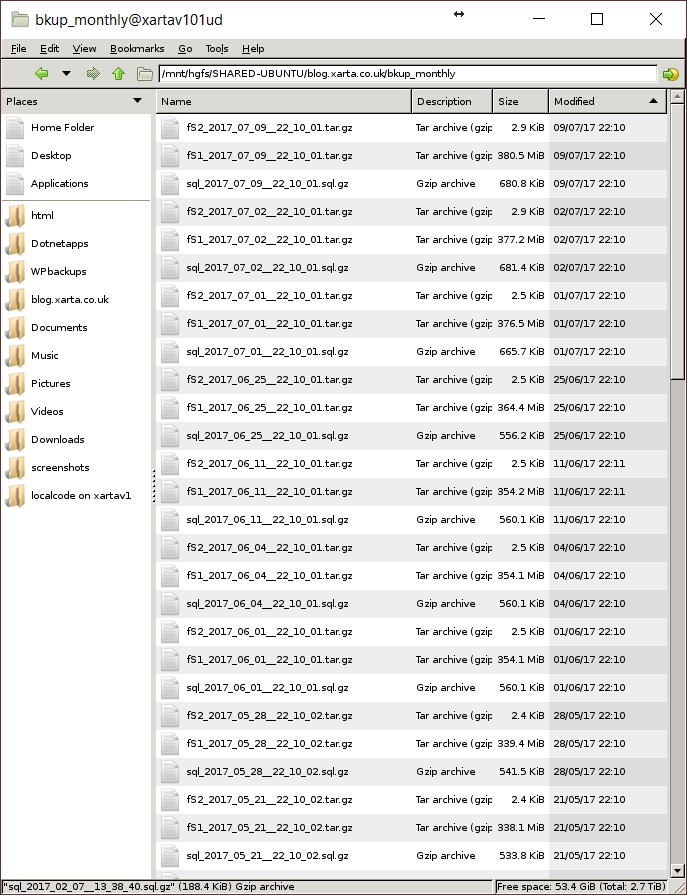 bkup_monthly@xartav101ud
File Edit View Bookmarks Go Tools Help
/mnt/hgfs/SHARED-UBUNTU/blog.xarta.co.uk/bkup_monthly
Places Name Description Size Modified
Home Folder
Desktop
Applications
html
Dotnetapps
WPbackups
blog.xarta.co.uk
Documents
Music
Pictures
Videos
Downloads
screenshots
localcode on xartav1
fS2_2017_07_09__22_10_01.tar.gz Tar archive (gzip 2.9 KiB 09/07/17 22:10
fS1_2017_07_09__22_10_01.tar.gz Tar archive (gzip 380.5 MiB 09/07/17 22:10
sql_2017_07_09__22_10_01.sql.gz Gzip archive 680.8 KiB 09/07/17 22:10
fS2_2017_07_02__22_10_01.tar.gz Tar archive (gzip 2.9 KiB 02/07/17 22:10
fS1_2017_07_02__22_10_01.tar.gz Tar archive (gzip 377.2 MiB 02/07/17 22:10
sql_2017_07_02__22_10_01.sql.gz Gzip archive 681.4 KiB 02/07/17 22:10
fS2_2017_07_01__22_10_01.tar.gz Tar archive (gzip 2.5 KiB 01/07/17 22:10
fS1_2017_07_01__22_10_01.tar.gz Tar archive (gzip 376.5 MiB 01/07/17 22:10
sql_2017_07_01__22_10_01.sql.gz Gzip archive 665.7 KiB 01/07/17 22:10
fS2_2017_06_25__22_10_01.tar.gz Tar archive (gzip 2.5 KiB 25/06/17 22:10
fS1_2017_06_25__22_10_01.tar.gz Tar archive (gzip 364.4 MiB 25/06/17 22:10
sql_2017_06_25__22_10_01.sql.gz Gzip archive 556.2 KiB 25/06/17 22:10
fS2_2017_06_11__22_10_01.tar.gz Tar archive (gzip 2.5 KiB 11/06/17 22:11
fS1_2017_06_11__22_10_01.tar.gz Tar archive (gzip 354.2 MiB 11/06/17 22:11
sql_2017_06_11__22_10_01.sql.gz Gzip archive 560.1 KiB 11/06/17 22:10
fS2_2017_06_04__22_10_01.tar.gz Tar archive (gzip 2.5 KiB 04/06/17 22:10
fS1_2017_06_04__22_10_01.tar.gz Tar archive (gzip 354.1 MiB 04/06/17 22:10
sql_2017_06_04__22_10_01.sql.gz Gzip archive 560.1 KiB 04/06/17 22:10
fS2_2017_06_01__22_10_01.tar.gz Tar archive (gzip 2.5 KiB 01/06/17 22:10
fS1_2017_06_01__22_10_01.tar.gz Tar archive (gzip 354.1 MiB 01/06/17 22:10
sql_2017_06_01__22_10_01.sql.gz Gzip archive 560.1 KiB 01/06/17 22:10
fS2_2017_05_28__22_10_02.tar.gz Tar archive (gzip 2.4 KiB 28/05/17 22:10
fS1_2017_05_28__22_10_02.tar.gz Tar archive (gzip 339.4 MiB 28/05/17 22:10
sql_2017_05_28__22_10_02.sql.gz Gzip archive 541.5 KiB 28/05/17 22:10
fS2_2017_05_21__22_10_02.tar.gz Tar archive (gzip 2.4 KiB 21/05/17 22:10
fS1_2017_05_21__22_10_02.tar.gz Tar archive (gzip 338.1 MiB 21/05/17 22:10
sql_2017_05_21__22_10_02.sql.gz Gzip archive 533.8 KiB 21/05/17 22:10
"sql_2017_02_07__13_38_40.sql.gz" (188.4 KiB) Gzip archive Free space: 53.4 GiB (Total: 2.7 TiB)